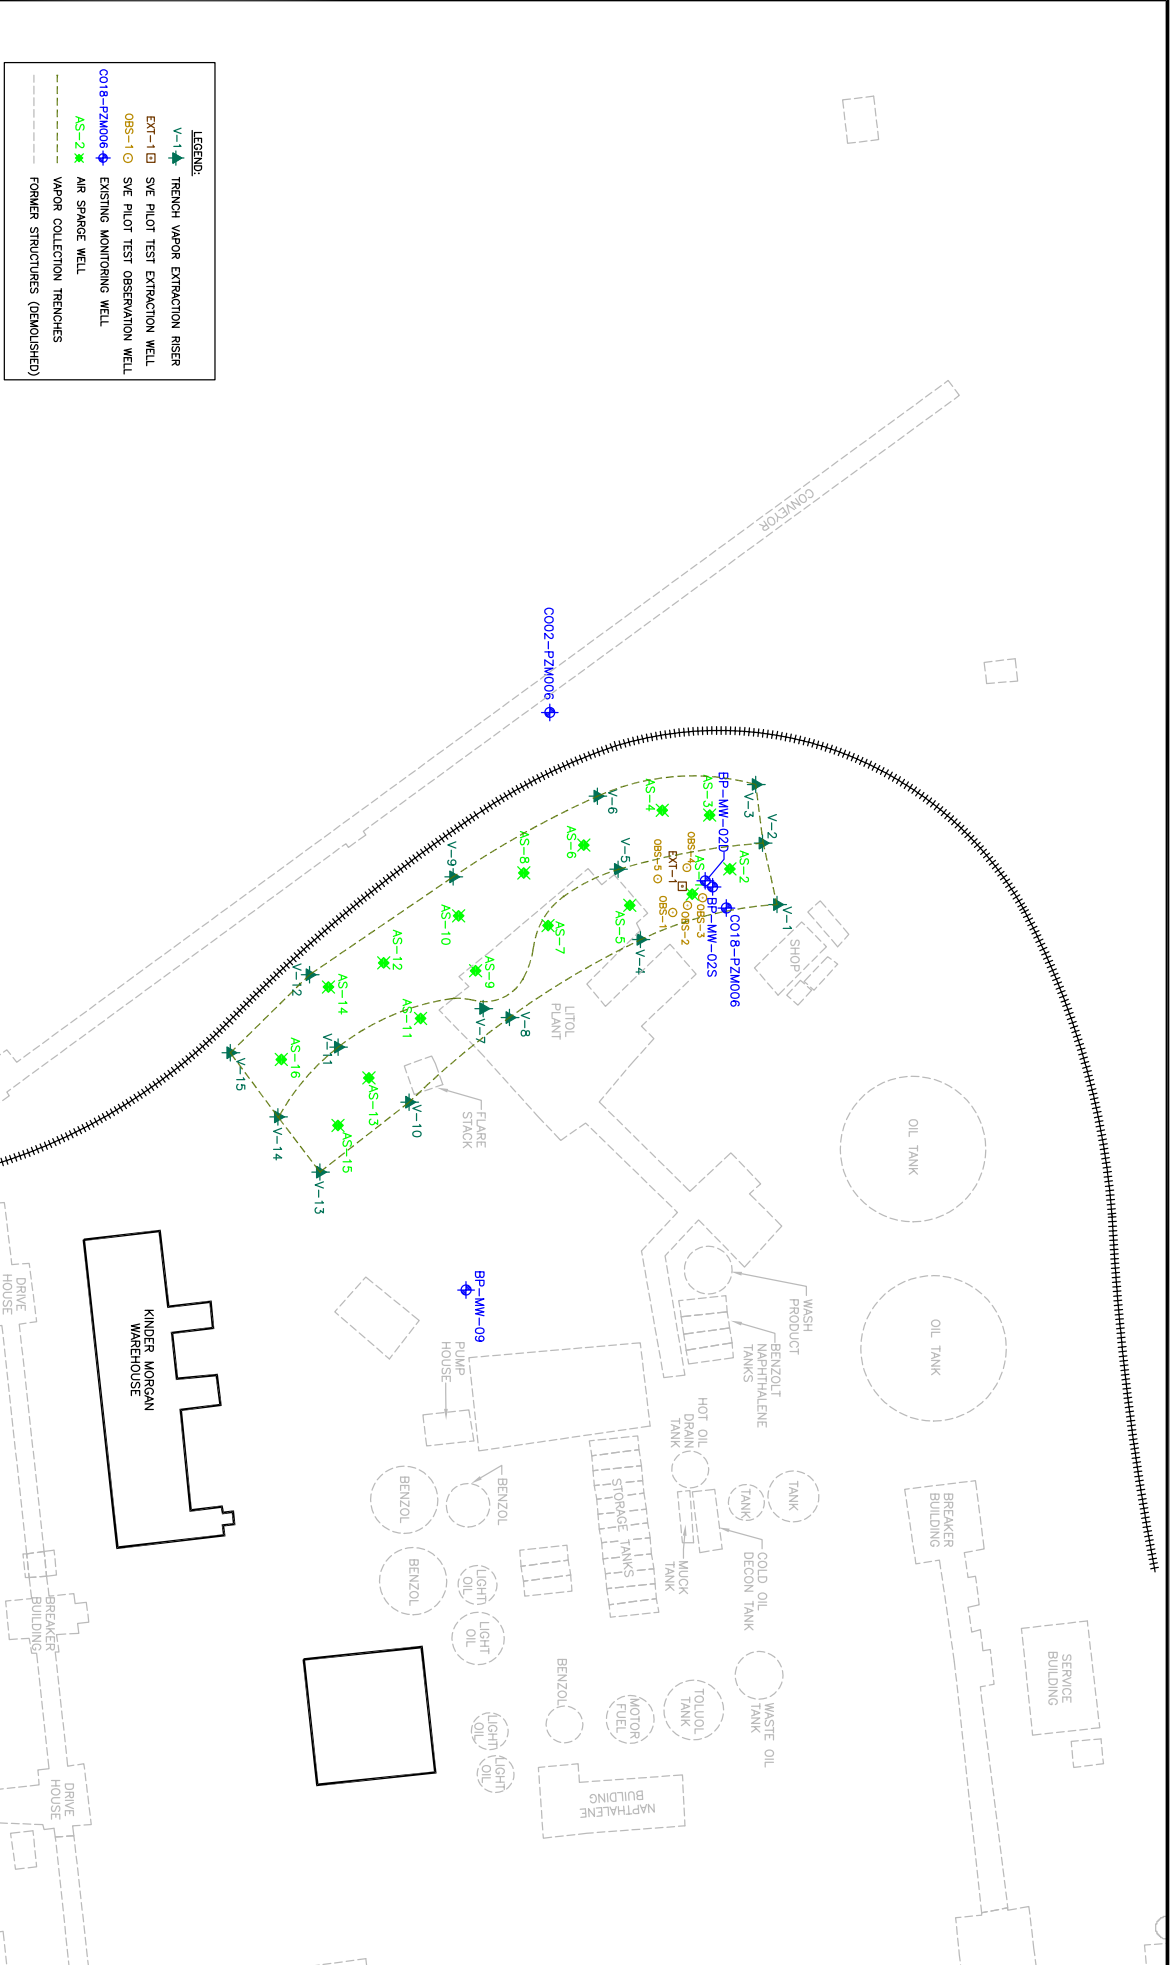 LEGEND:
V-1 TRENCH VAPOR EXTRACTION RISER
EXT-1 SVE PILOT TEST EXTRACTION WELL
OBS-1 SVE PILOT TEST OBSERVATION WELL
CO18-PZM006 EXISTING MONITORING WELL
AS-2 AIR SPARGE WELL
VAPOR COLLECTION TRENCHES
FORMER STRUCTURES (DEMOLISHED)
CONVEYOR
CO02-PZM006
BP-MW-02D
BP-MW-02S
CO18-PZM006
V-3
V-2
V-1
AS-3
AS-4
AS-2
AS-1
OBS-4
OBS-5
EXT-1
OBS-1
OBS-2
OBS-3
V-6
V-5
V-4
AS-6
AS-5
AS-8
AS-7
V-9
AS-10
AS-9
V-7
V-8
AS-12
AS-11
V-12
AS-14
V-11
V-10
AS-16
AS-13
V-15
AS-15
V-14
V-13
SHOP
LITOL
PLANT
FLARE
STACK
OIL TANK
OIL TANK
BP-MW-09
WASH
PRODUCT
BENZOLT
NAPHTHALENE
TANKS
PUMP
HOUSE
HOT OIL
DRAIN
TANK
DRIVE
HOUSE
KINDER MORGAN
WAREHOUSE
BENZOL
BENZOL
STORAGE TANKS
TANK
TANK
BREAKER
BUILDING
MUCK
TANK
COLD OIL
DECON TANK
BENZOL
LIGHT
OIL
LIGHT
OIL
BREAKER
BUILDING
BENZOL
MOTOR
FUEL
TOLUOL
TANK
WASTE OIL
TANK
SERVICE
BUILDING
LIGHT
OIL
LIGHT
OIL
NAPTHALENE
BUILDING
DRIVE
HOUSE